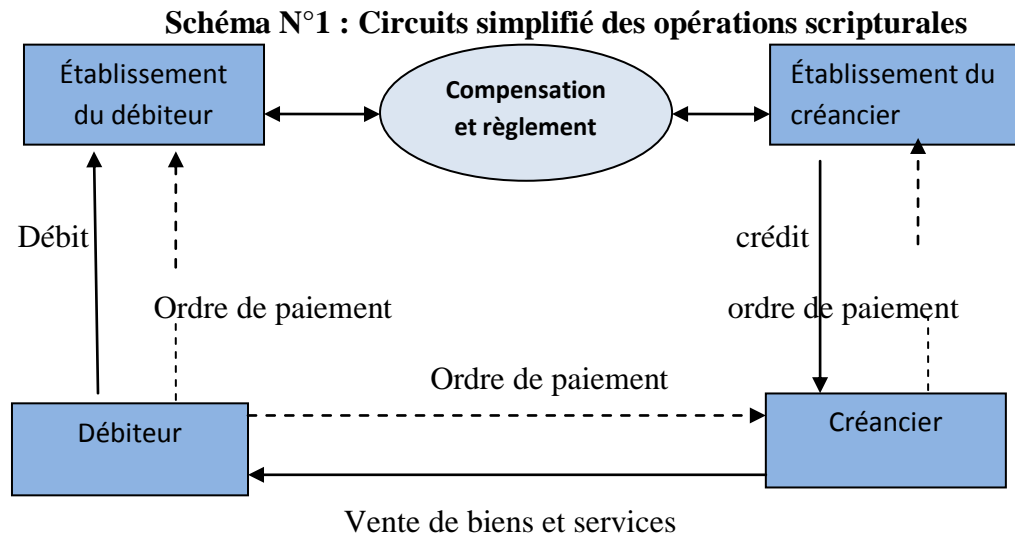 Schéma N°1 : Circuits simplifié des opérations scripturales
Établissement
du débiteur
Compensation
et règlement
Établissement du
créancier
Débit
crédit
Ordre de paiement
ordre de paiement
Ordre de paiement
Débiteur
Créancier
Vente de biens et services